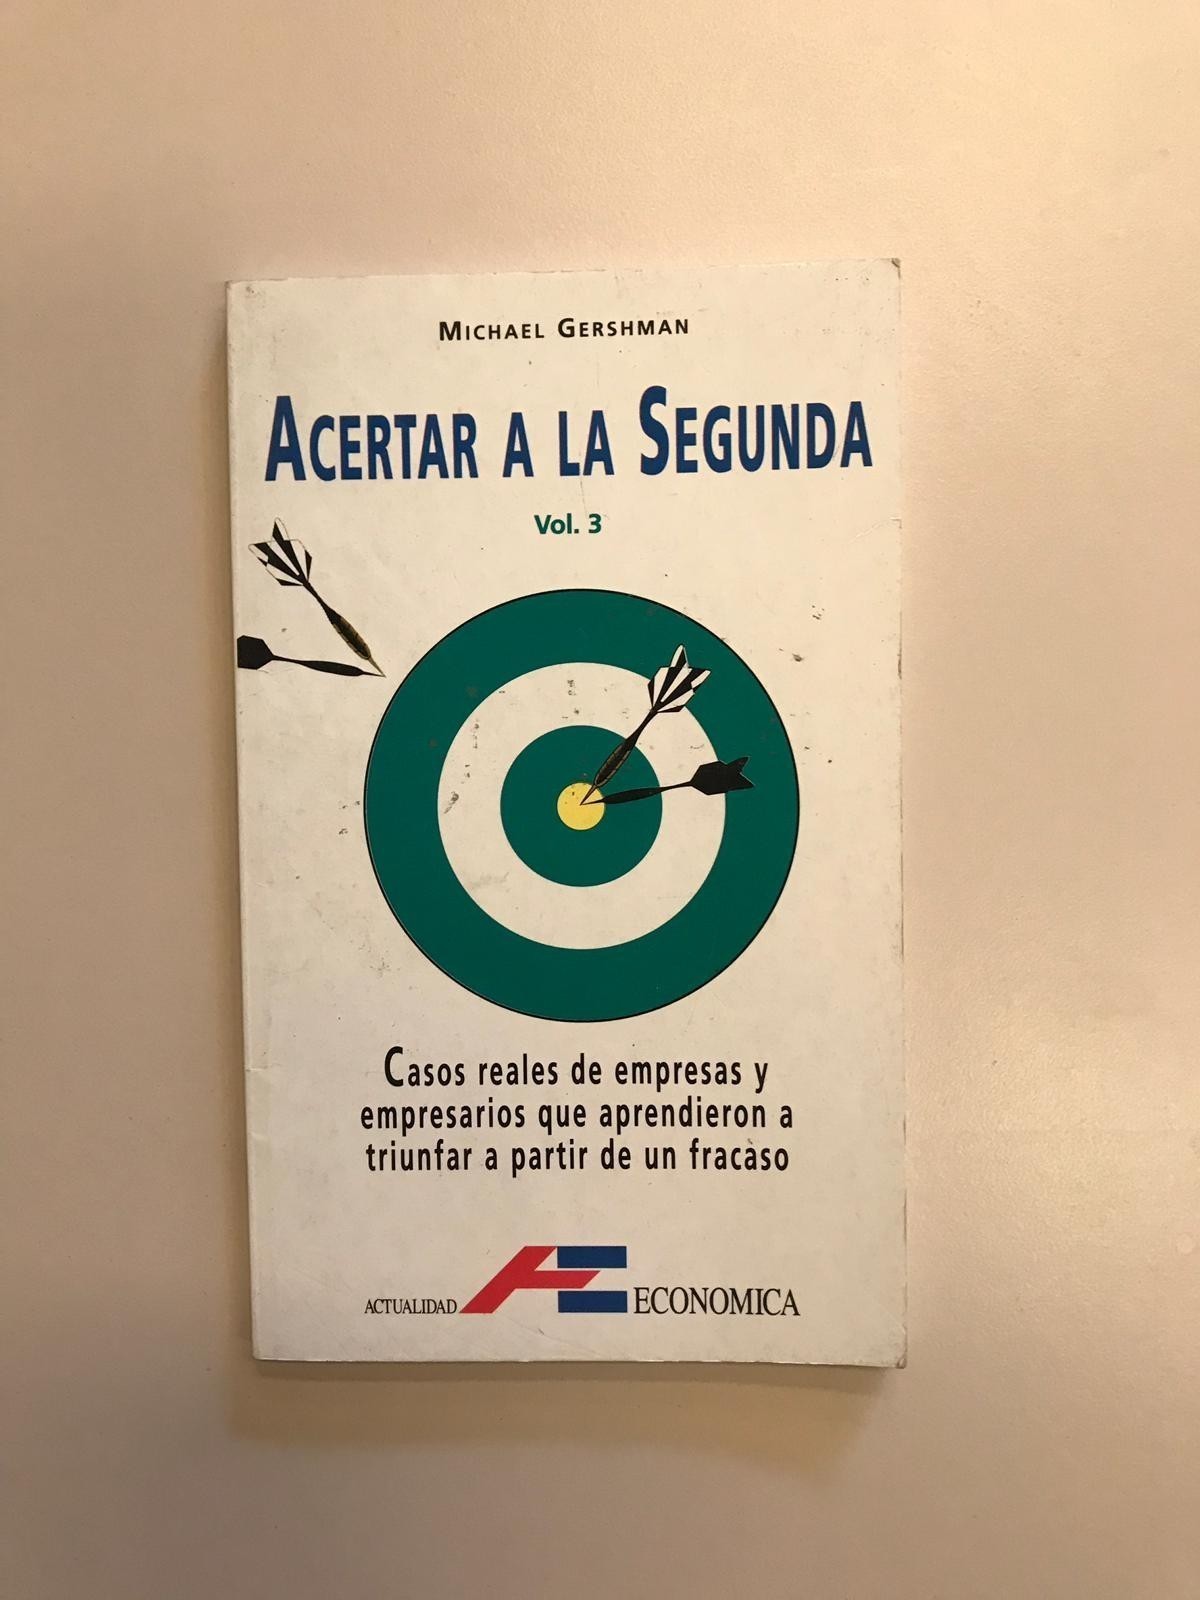 MICHAEL GERSHMAN
ACERTAR A LA SEGUNDA
Vol. 3
Casos reales de empresas y
empresarios que aprendieron a
triunfar a partir de un fracaso
ACTUALIDAD AE ECONOMICA